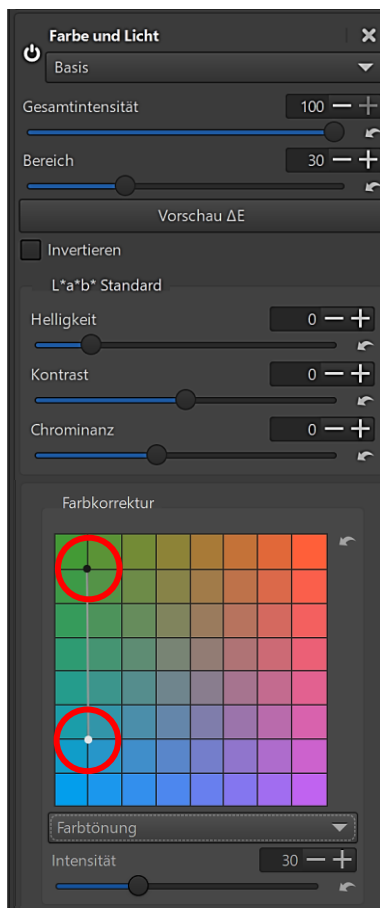 Farbe und Licht
Basis
Gesamtintensität 100
Bereich 30
Vorschau ΔE
Invertieren
L*a*b* Standard
Helligkeit 0
Kontrast 0
Chrominanz 0
Farbkorrektur
Farbtönung
Intensität 30